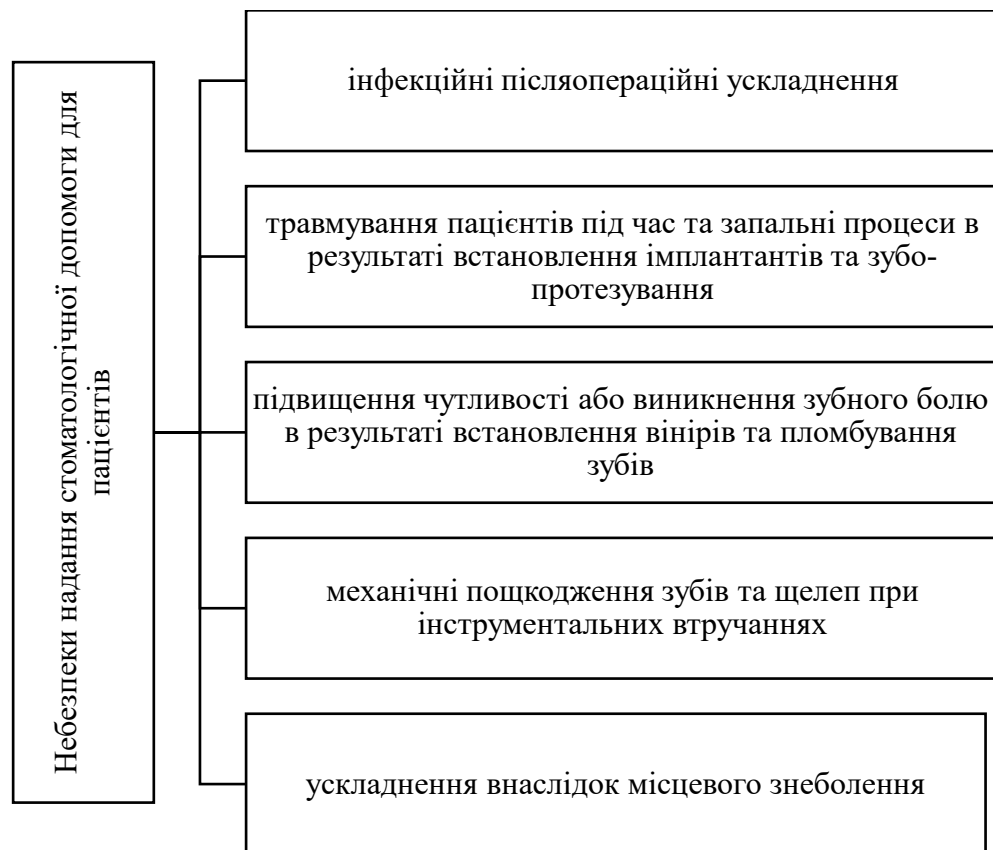 Небезпеки надання стоматологічної допомоги для
пацієнтів
інфекційні післяопераційні ускладнення
травмування пацієнтів під час та запальні процеси в
результаті встановлення імплантантів та зубо-
протезування
підвищення чутливості або виникнення зубного болю
в результаті встановлення вінірів та пломбування
зубів
механічні пощкодження зубів та щелеп при
інструментальних втручаннях
ускладнення внаслідок місцевого знеболення